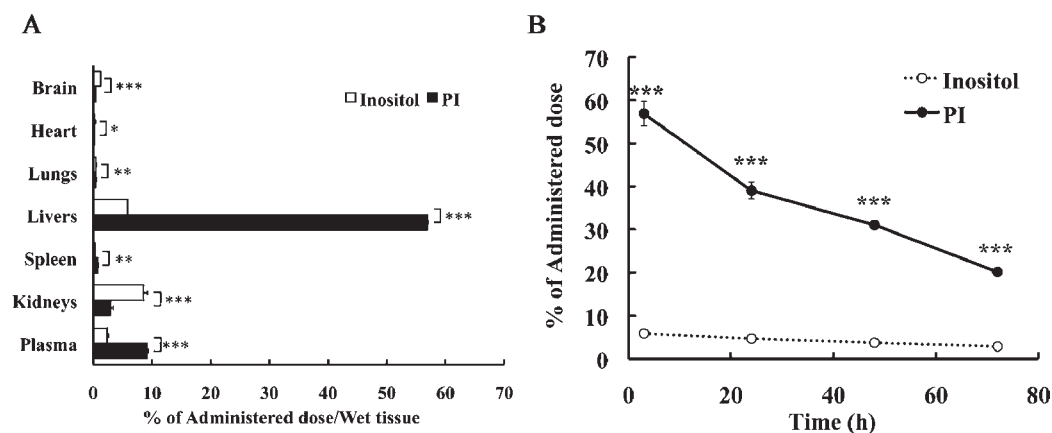 A
Brain
***
□ Inositol ■ PI
Heart
*
Lungs
**
Livers
***
Spleen
**
Kidneys
***
Plasma
***
0 10 20 30 40 50 60 70
% of Administered dose/Wet tissue
B
% of Administered dose
70
60
50
40
30
20
10
0
Inositol
PI
***
***
***
***
0 20 40 60 80
Time (h)